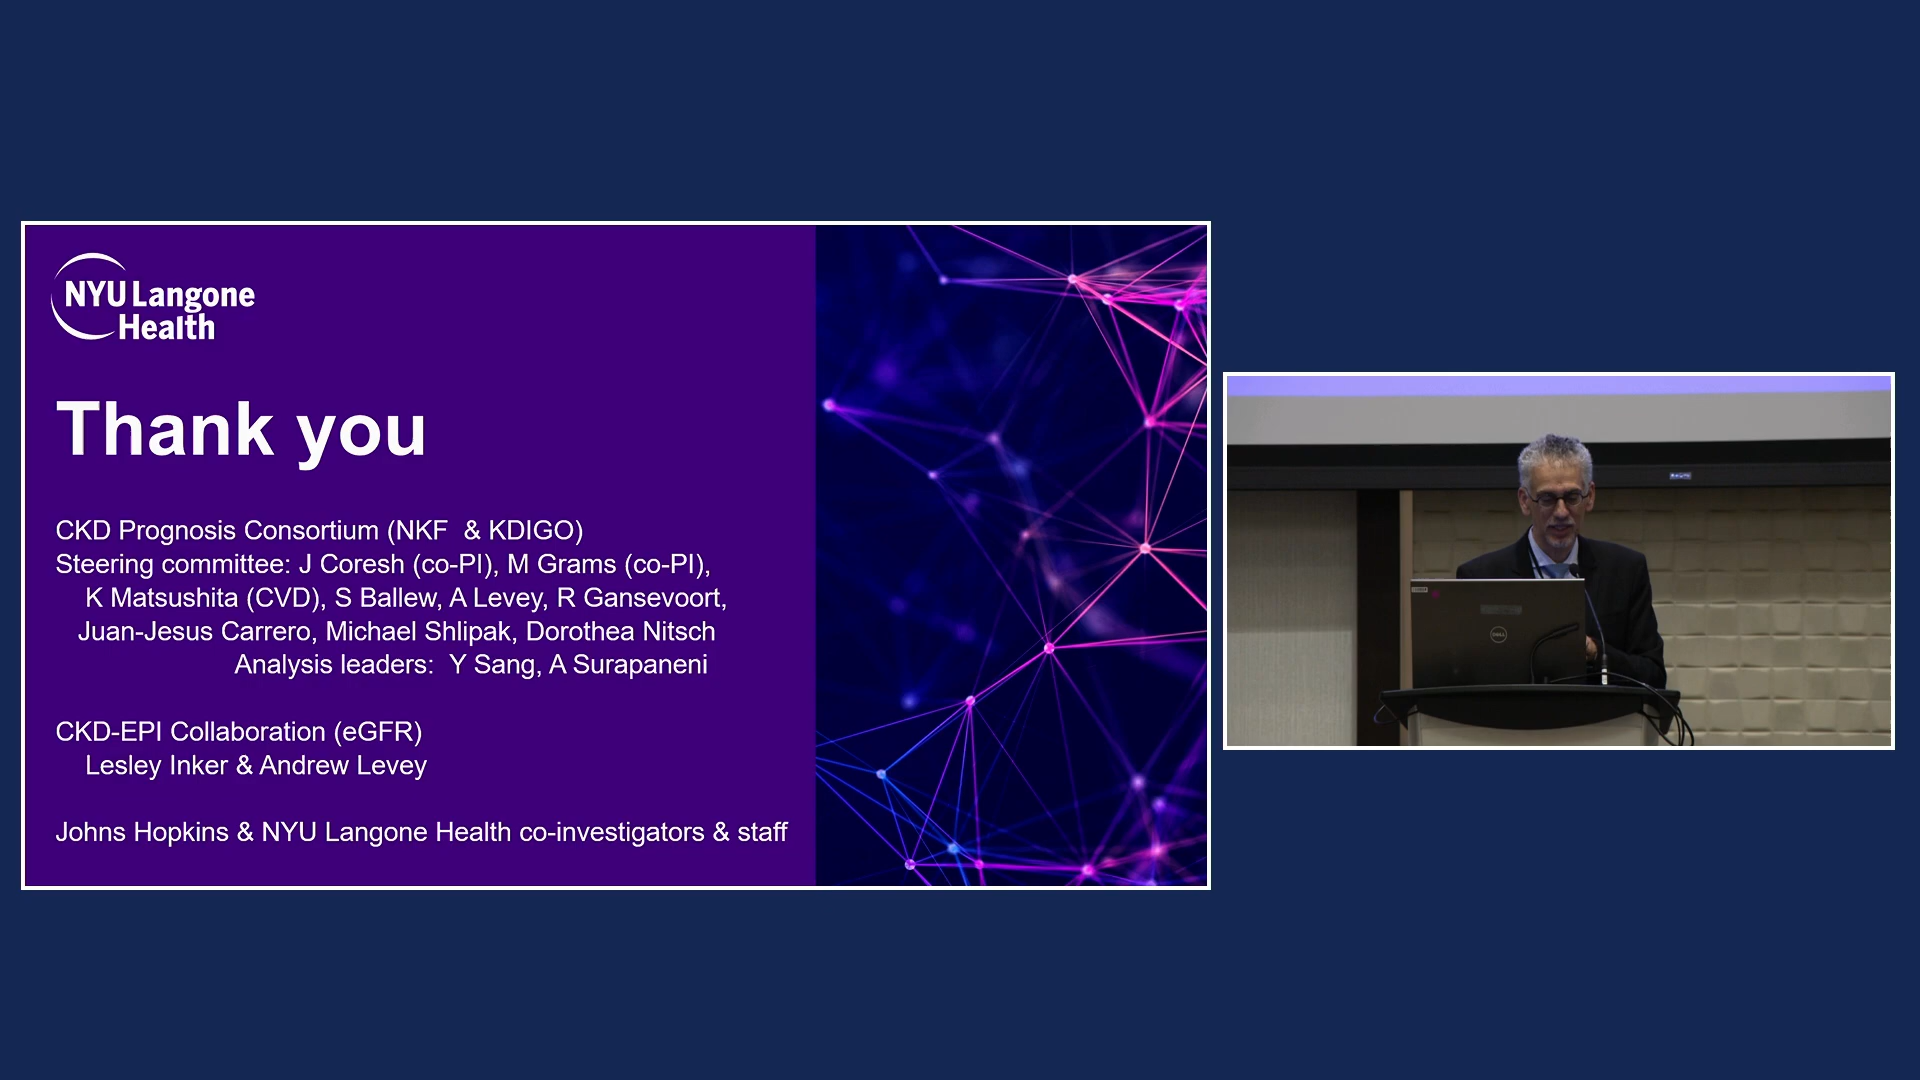 NYU Langone
Health
Thank you
CKD Prognosis Consortium (NKF & KDIGO)
Steering committee: J Coresh (co-PI), M Grams (co-PI),
K Matsushita (CVD), S Ballew, A Levey, R Gansevoort,
Juan-Jesus Carrero, Michael Shlipak, Dorothea Nitsch
Analysis leaders: Y Sang, A Surapaneni
CKD-EPI Collaboration (eGFR)
Lesley Inker & Andrew Levey
Johns Hopkins & NYU Langone Health co-investigators & staff
DELL